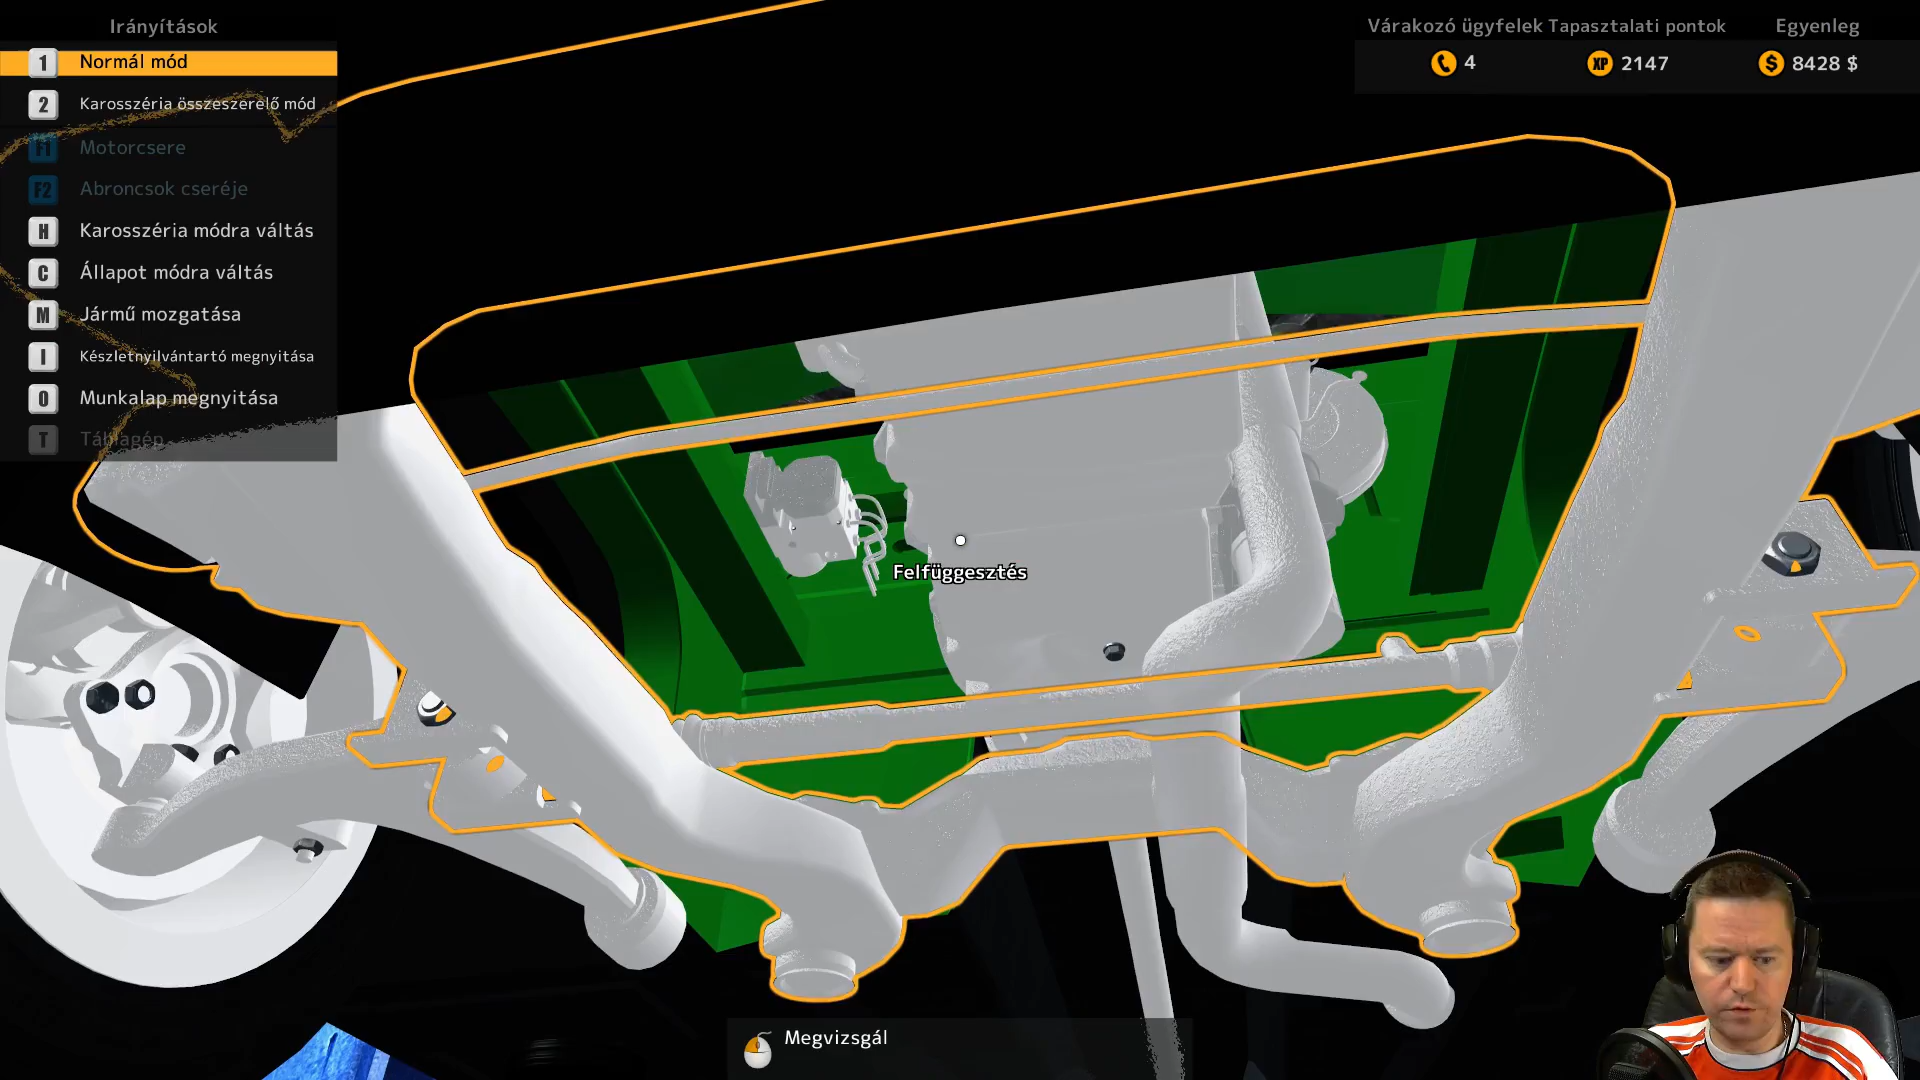 Irányítások
1 Normál mód
2 Karosszéria összeszerelő mód
F1 Motorcsere
F2 Abroncsok cseréje
H Karosszéria módra váltás
C Állapot módra váltás
M Jármű mozgatása
I Készletnyilvántartó megnyitása
O Munkalap megnyitása
T Táblagép
Várakozó ügyfelek Tapasztalati pontok Egyenleg
4 XP 2147 $ 8428 $
Felfüggesztés
Megvizsgál